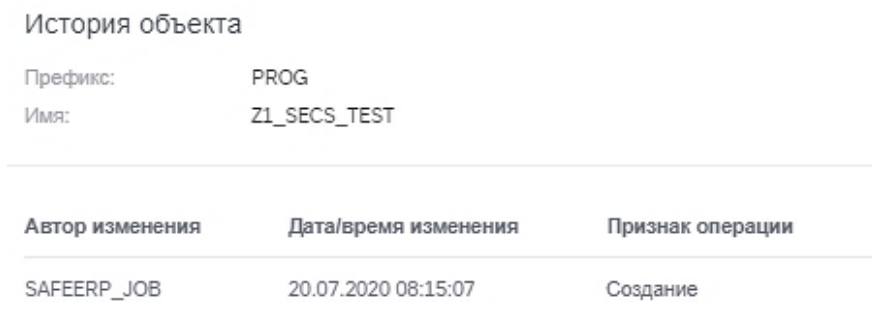 История объекта
Префикс: PROG
Имя: Z1_SECS_TEST
Автор изменения Дата/время изменения Признак операции
SAFEERP_JOB 20.07.2020 08:15:07 Создание